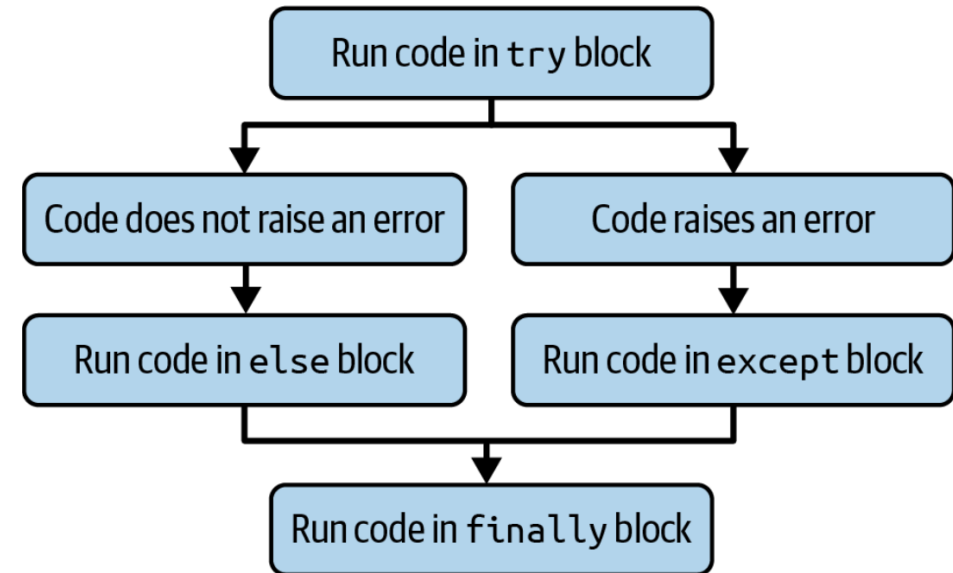 Run code in try block
Code does not raise an error
Code raises an error
Run code in else block
Run code in except block
Run code in finally block